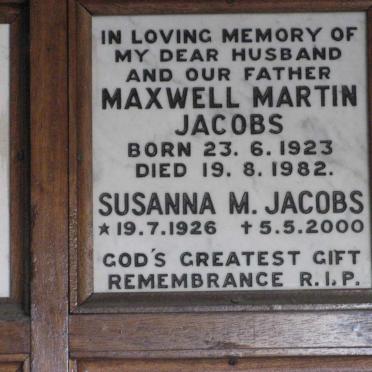 IN LOVING MEMORY OF
MY DEAR HUSBAND
AND OUR FATHER
MAXWELL MARTIN
JACOBS
BORN 23. 6. 1923
DIED 19. 8. 1982.
SUSANNA M. JACOBS
* 19.7.1926 † 5.5.2000
GOD'S GREATEST GIFT
REMEMBRANCE R.I.P.